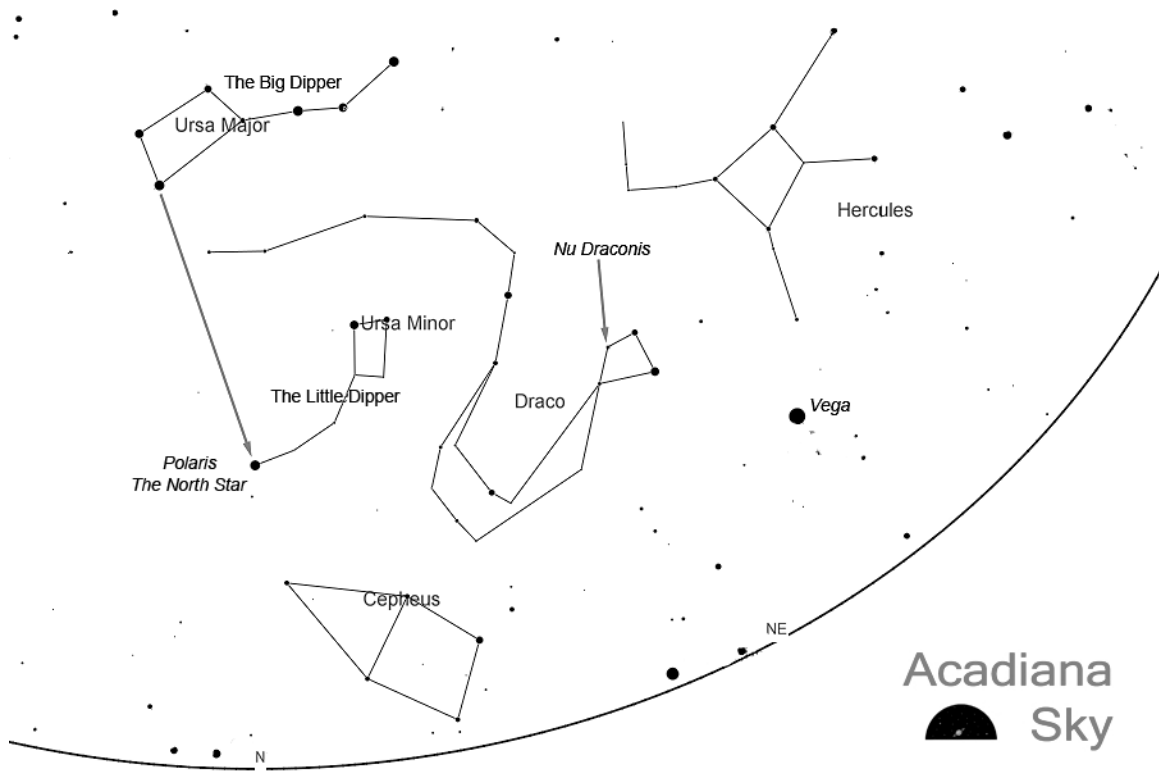 The Big Dipper
Ursa Major
Hercules
Nu Draconis
Ursa Minor
The Little Dipper
Draco
Vega
Polaris
The North Star
Cepheus
NE
N
Acadiana
Sky